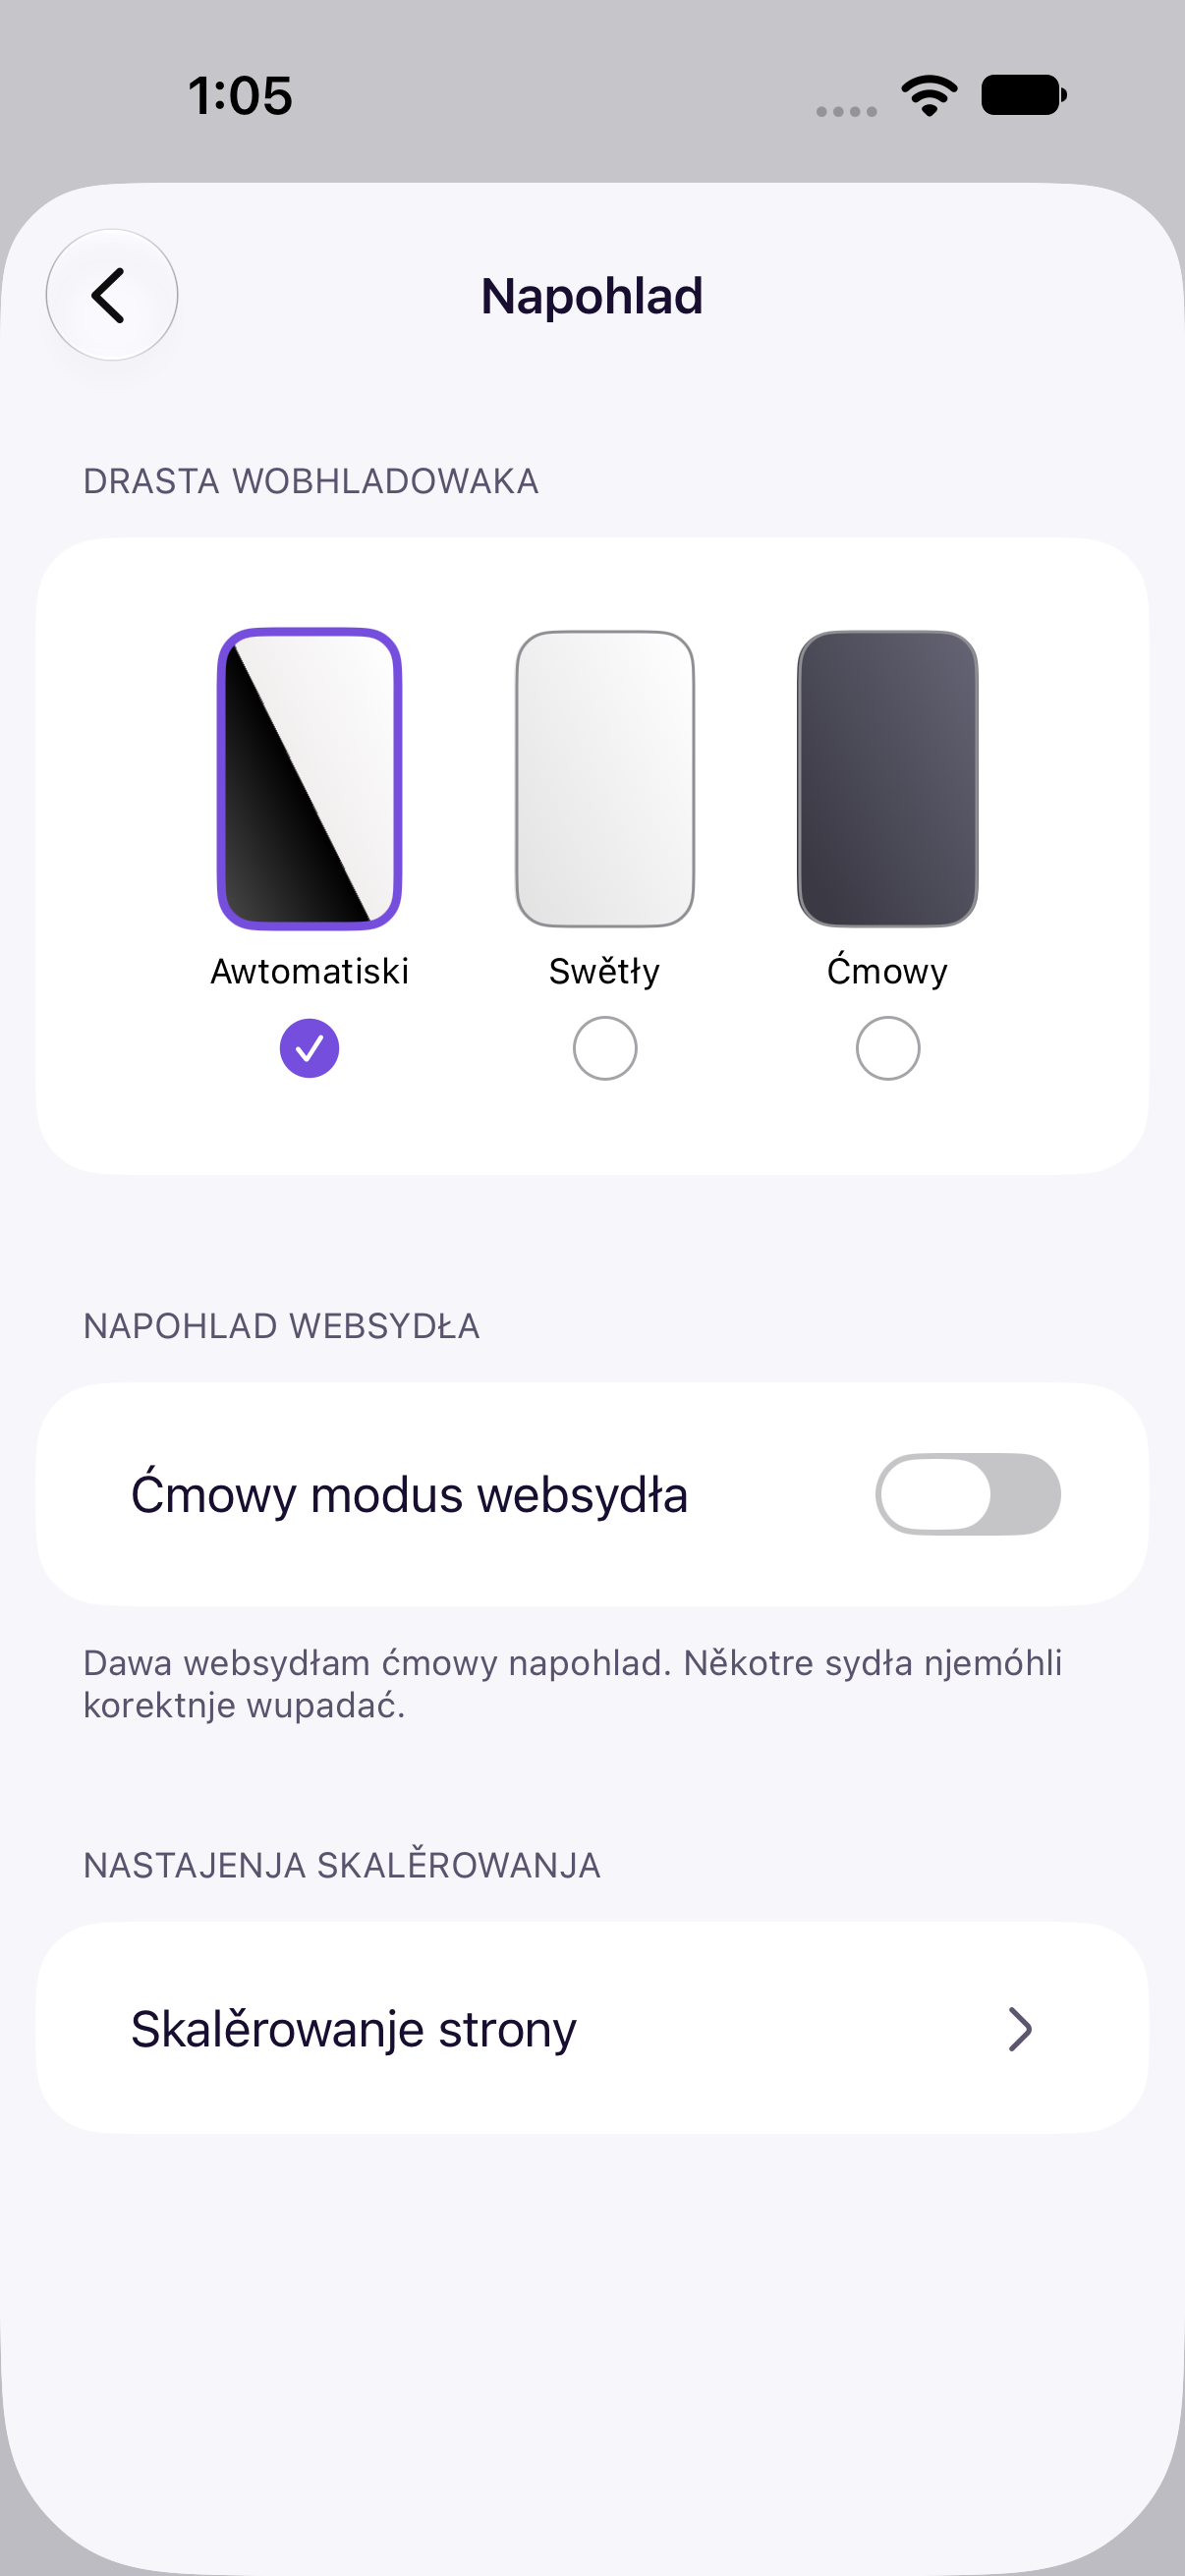 1:05
Napohlad
DRASTA WOBHLADOWAKA
Awtomatiski
Swětły
Ćmowy
NAPOHLAD WEBSYDŁA
Ćmowy modus websydła
Dawa websydłam ćmowy napohlad. Někotre sydła njemóhli
korektnje wupadać.
NASTAJENJA SKALĚROWANJA
Skalěrowanje strony